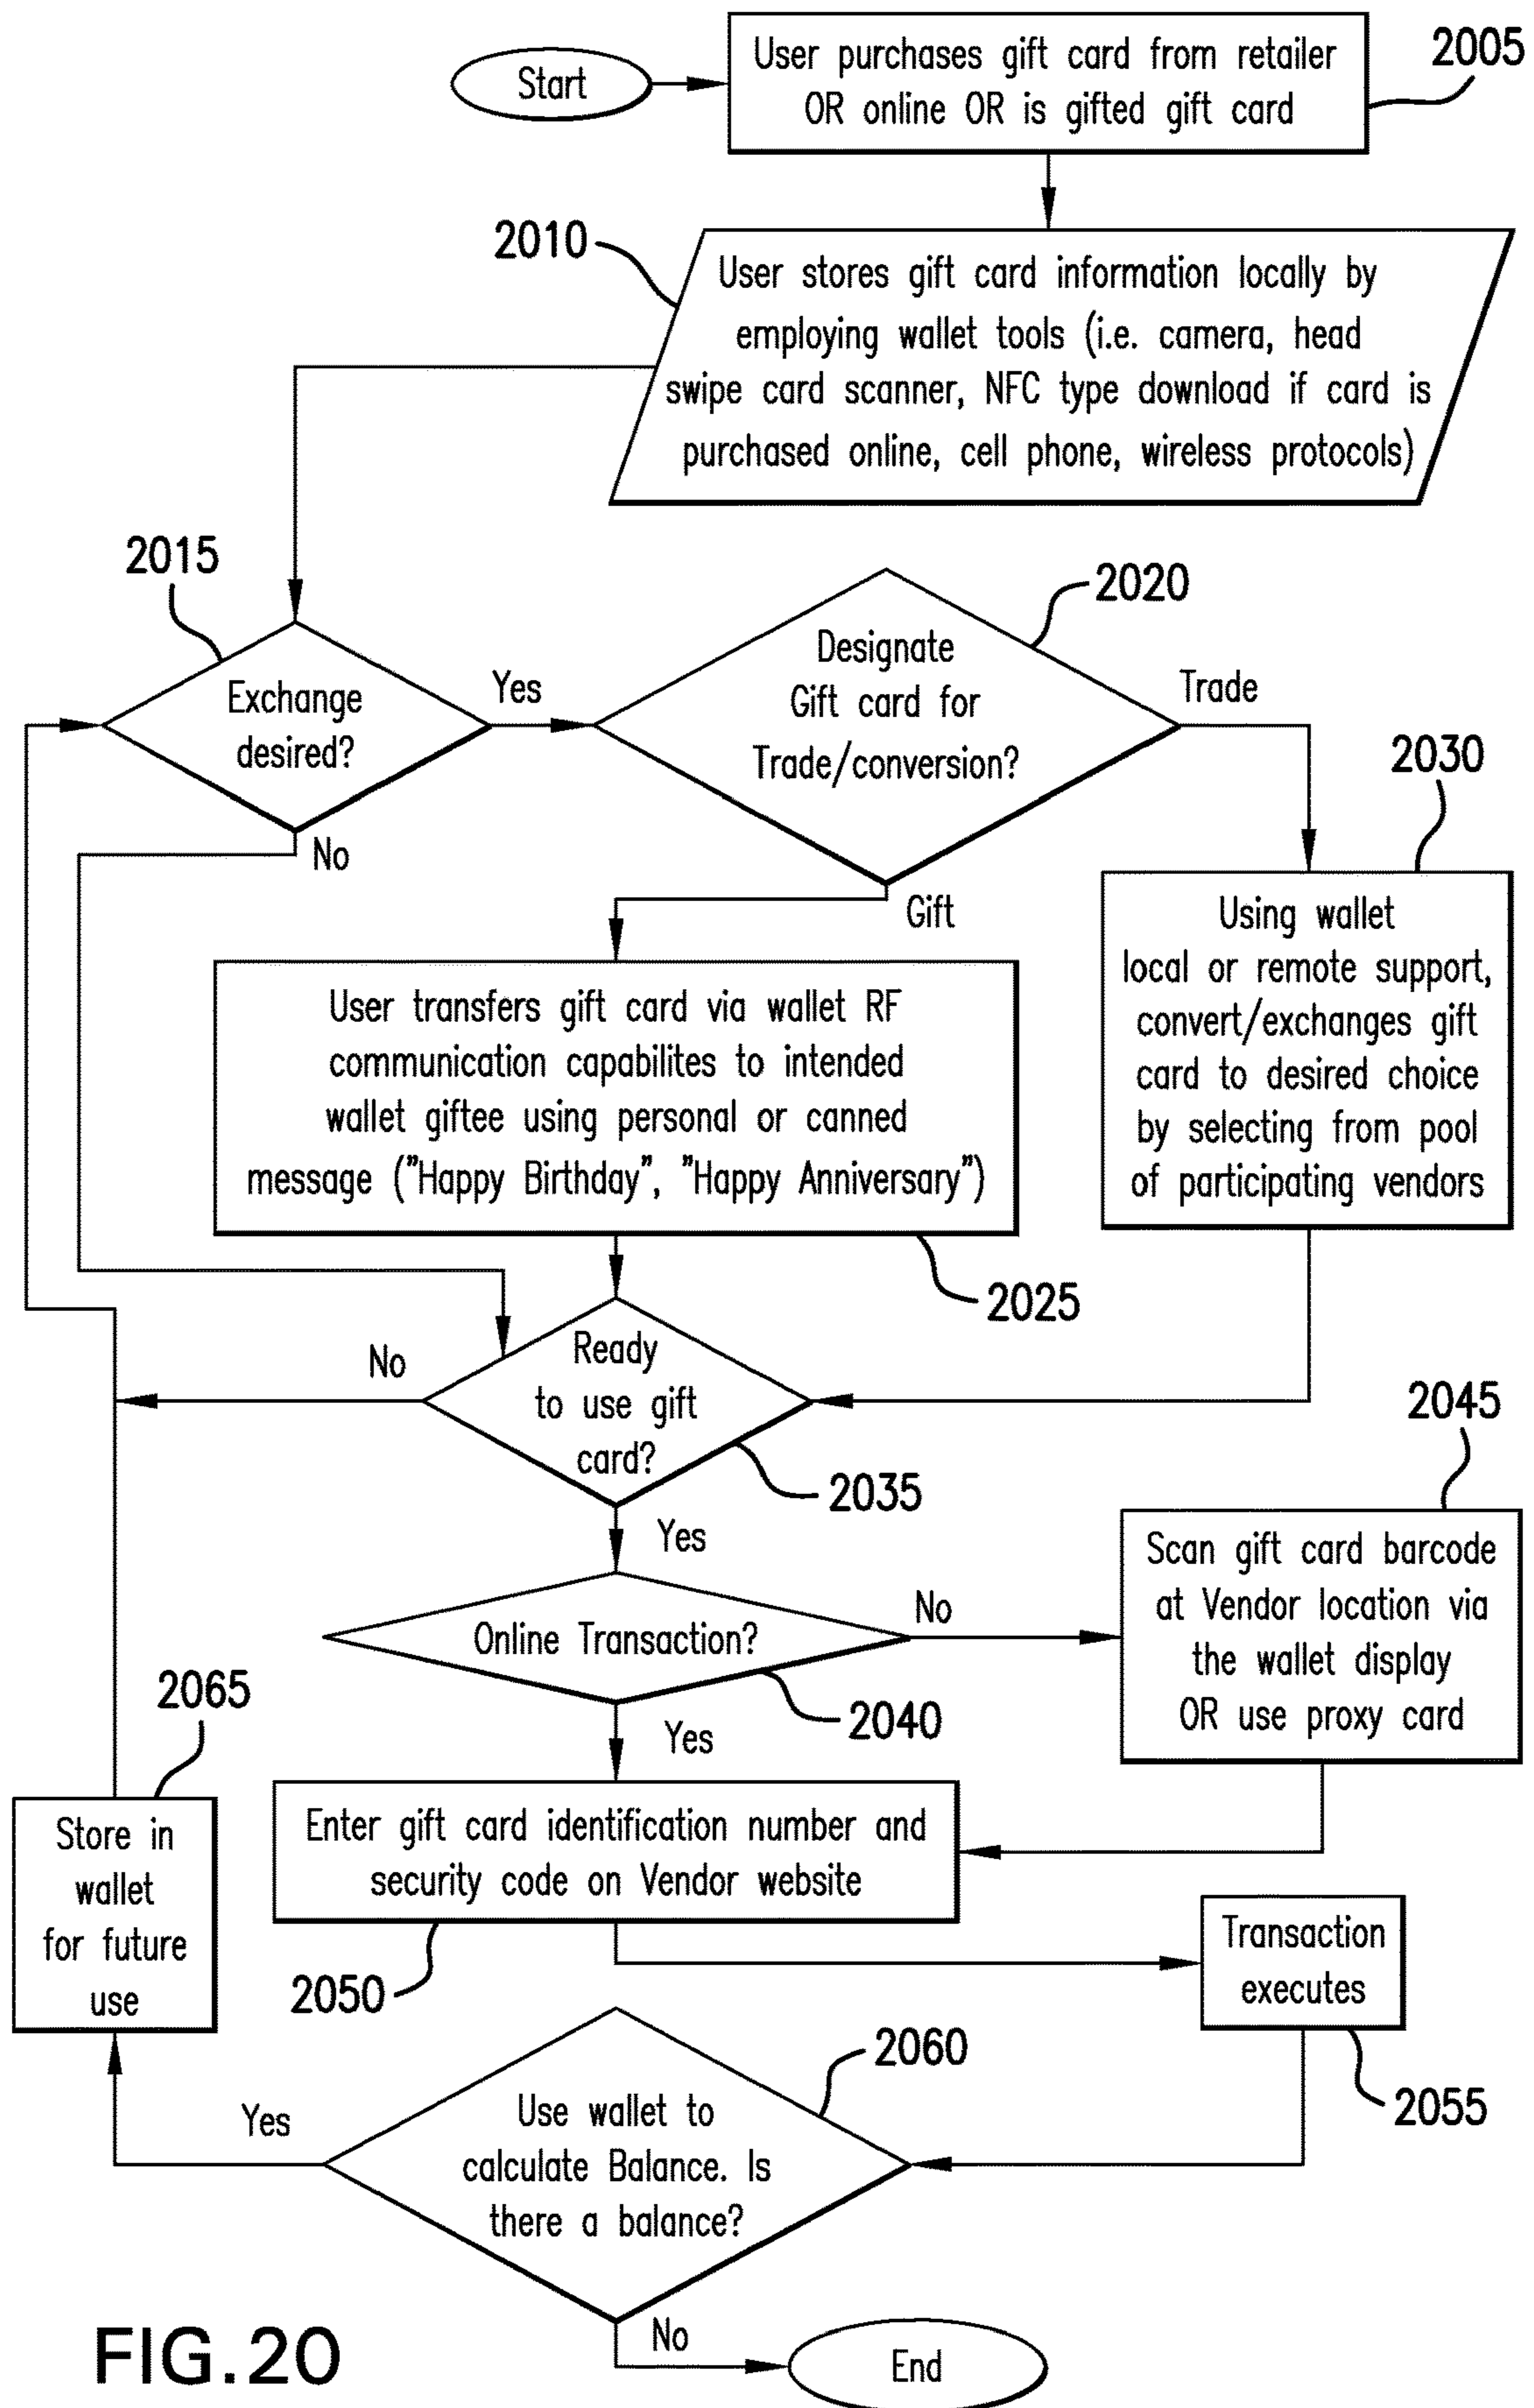 Start
User purchases gift card from retailer
OR online OR is gifted gift card
2005
2010
User stores gift card information locally by
employing wallet tools (i.e. camera, head
swipe card scanner, NFC type download if card is
purchased online, cell phone, wireless protocols)
2015
Exchange
desired?
Yes
No
2020
Designate
Gift card for
Trade/conversion?
Trade
Gift
2030
Using wallet
local or remote support,
convert/exchanges gift
card to desired choice
by selecting from pool
of participating vendors
User transfers gift card via wallet RF
communication capabilites to intended
wallet giftee using personal or canned
message ("Happy Birthday", "Happy Anniversary")
2025
No
Ready
to use gift
card?
2035
Yes
2045
Scan gift card barcode
at Vendor location via
the wallet display
OR use proxy card
Online Transaction?
No
2040
Yes
2065
Store in
wallet
for future
use
Enter gift card identification number and
security code on Vendor website
2050
Transaction
executes
2055
2060
Use wallet to
calculate Balance. Is
there a balance?
Yes
No
End
FIG.20